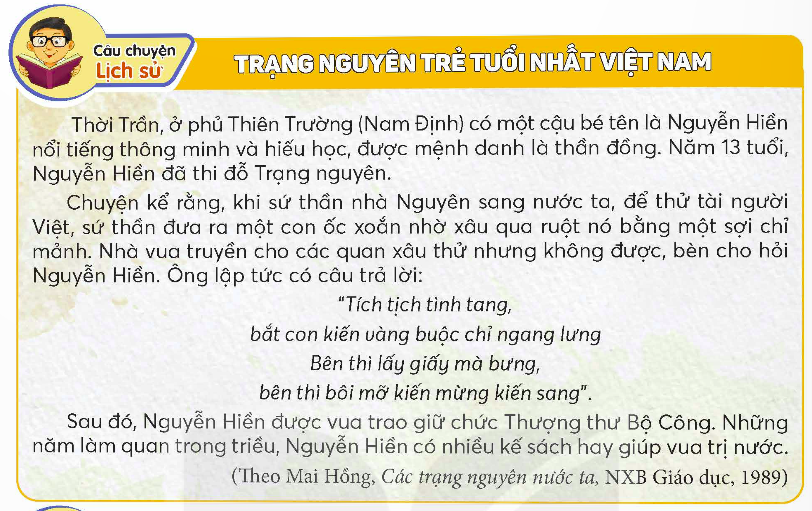 Câu chuyện
Lịch sử
TRẠNG NGUYÊN TRẺ TUỔI NHẤT VIỆT NAM
Thời Trần, ở phủ Thiên Trường (Nam Định) có một cậu bé tên là Nguyễn Hiền
nổi tiếng thông minh và hiếu học, được mệnh danh là thần đồng. Năm 13 tuổi,
Nguyễn Hiền đã thi đỗ Trạng nguyên.
Chuyện kể rằng, khi sứ thần nhà Nguyên sang nước ta, để thử tài người
Việt, sứ thần đưa ra một con ốc xoắn nhờ xâu qua ruột nó bằng một sợi chỉ
mảnh. Nhà vua truyền cho các quan xâu thử nhưng không được, bèn cho hỏi
Nguyễn Hiền. Ông lập tức có câu trả lời:
"Tích tịch tình tang,
bắt con kiến vàng buộc chỉ ngang lưng
Bên thì lấy giấy mà bưng,
bên thì bôi mỡ kiến mừng kiến sang".
Sau đó, Nguyễn Hiền được vua trao giữ chức Thượng thư Bộ Công. Những
năm làm quan trong triều, Nguyễn Hiền có nhiều kế sách hay giúp vua trị nước.
(Theo Mai Hồng, Các trạng nguyên nước ta, NXB Giáo dục, 1989)